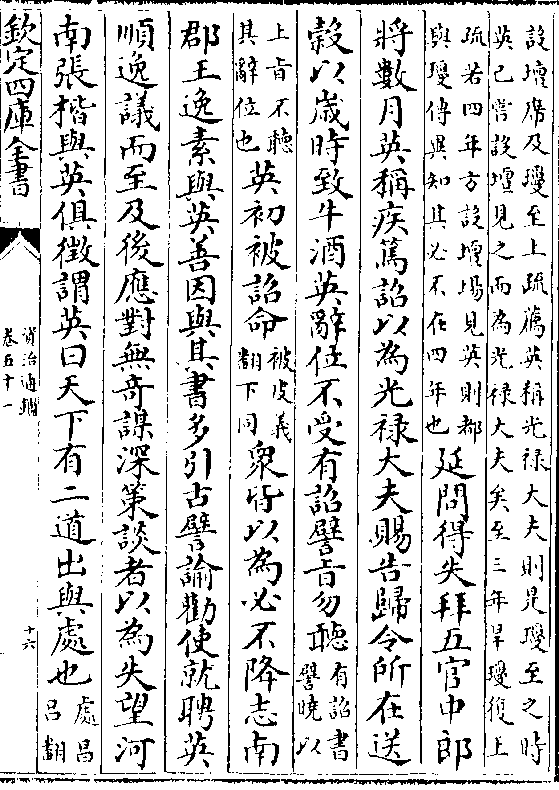 設壇席及瓊至上疏薦英稱光祿大夫則是瓊至之時
英已嘗設壇見之而為光祿大夫矣至三年旱瓊復上
疏若四年方設壇場見英則都
與瓊傳異知其必不在四年也
延問得失拜五官中郎
將數月英稱疾篤詔以為光祿大夫賜告歸令所在送
穀以歲時致牛酒英辭位不受有詔譬旨勿聽
有詔書
譬曉以
上旨不聽
其辭位也
英初被詔命
被皮義
翻下同
衆皆以為必不降志南
郡王逸素與英善因與其書多引古譬諭勸使就聘英
順逸議而至及後應對無奇謀深策談者以為失望河
南張楷與英俱徵謂英曰天下有二道出與處也
處昌
呂翻
欽定四庫全書
資治通鑑
卷五十一
十六